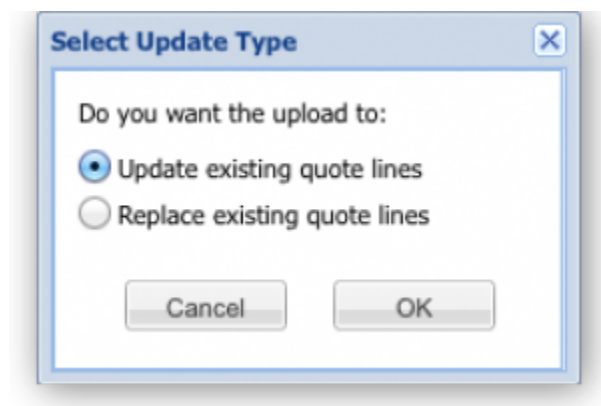 Select Update Type
Do you want the upload to:
Update existing quote lines
Replace existing quote lines
Cancel OK